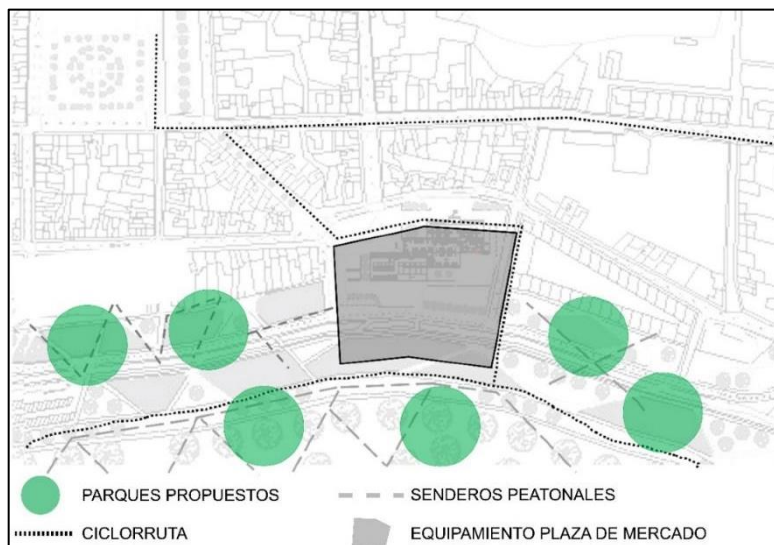 PARQUES PROPUESTOS
SENDEROS PEATONALES
CICLORRUTA
EQUIPAMIENTO PLAZA DE MERCADO